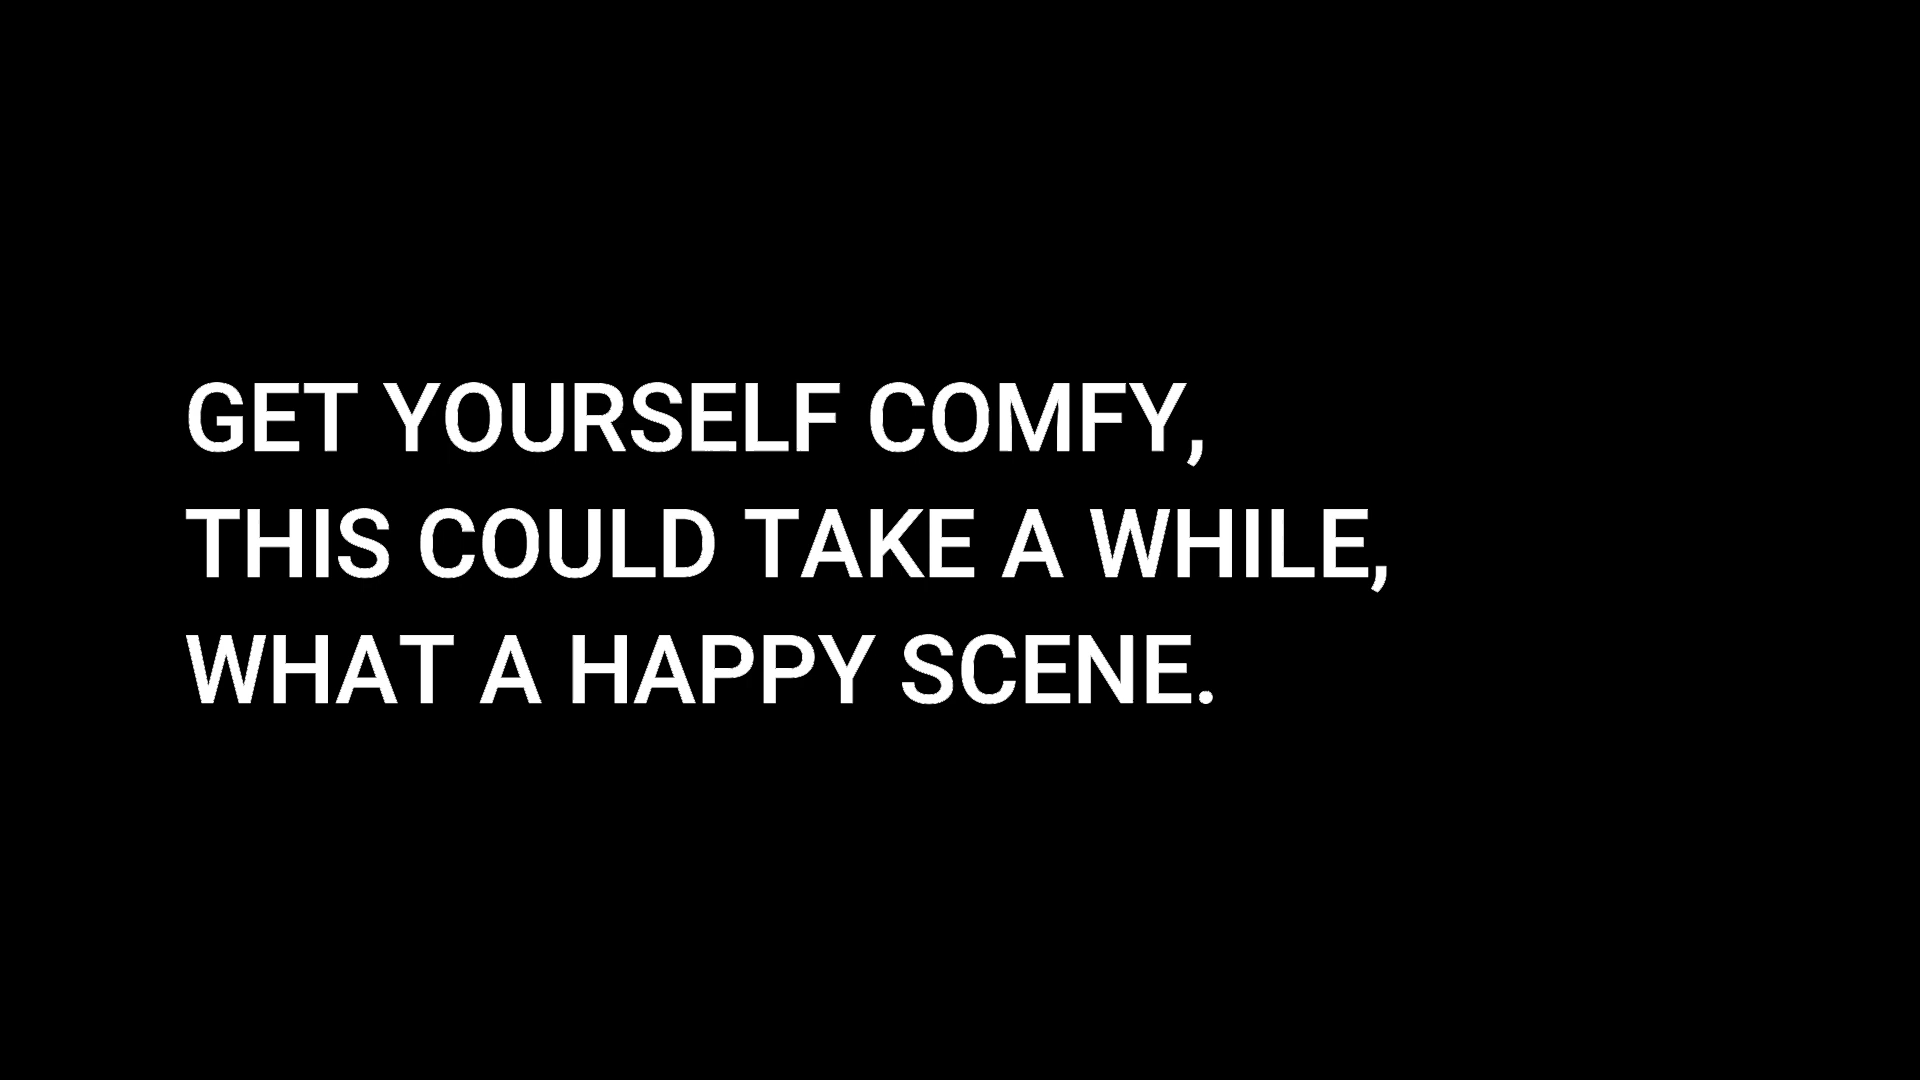 GET YOURSELF COMFY,
THIS COULD TAKE A WHILE,
WHAT A HAPPY SCENE.